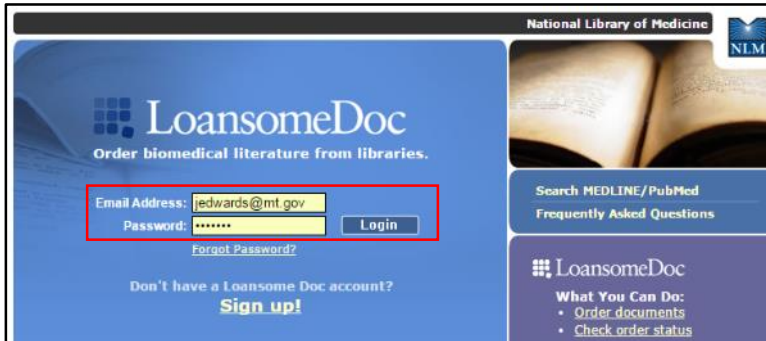 National Library of Medicine
NLM
LoansomeDoc
Order biomedical literature from libraries.
Email Address: jedwards@mt.gov
Password: •••••••
Login
Forgot Password?
Don't have a Loansome Doc account?
Sign up!
Search MEDLINE/PubMed
Frequently Asked Questions
LoansomeDoc
What You Can Do:
• Order documents
• Check order status